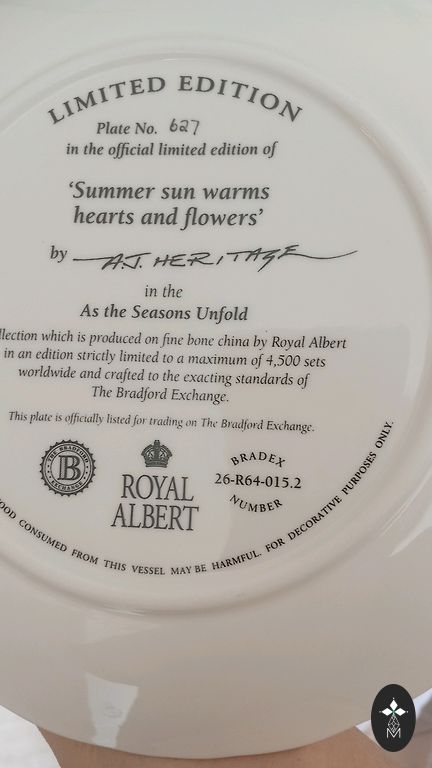 LIMITED EDITION
Plate No. 627
in the official limited edition of
'Summer sun warms
hearts and flowers'
by A.J. HERITAGE
in the
As the Seasons Unfold
llection which is produced on fine bone china by Royal Albert
in an edition strictly limited to a maximum of 4,500 sets
worldwide and crafted to the exacting standards of
The Bradford Exchange.
This plate is officially listed for trading on The Bradford Exchange.
THE BRADFORD EXCHANGE
B
ROYAL
ALBERT
BRADEX
26-R64-015.2
NUMBER
OOD CONSUMED FROM THIS VESSEL MAY BE HARMFUL. FOR DECORATIVE PURPOSES ONLY.
M